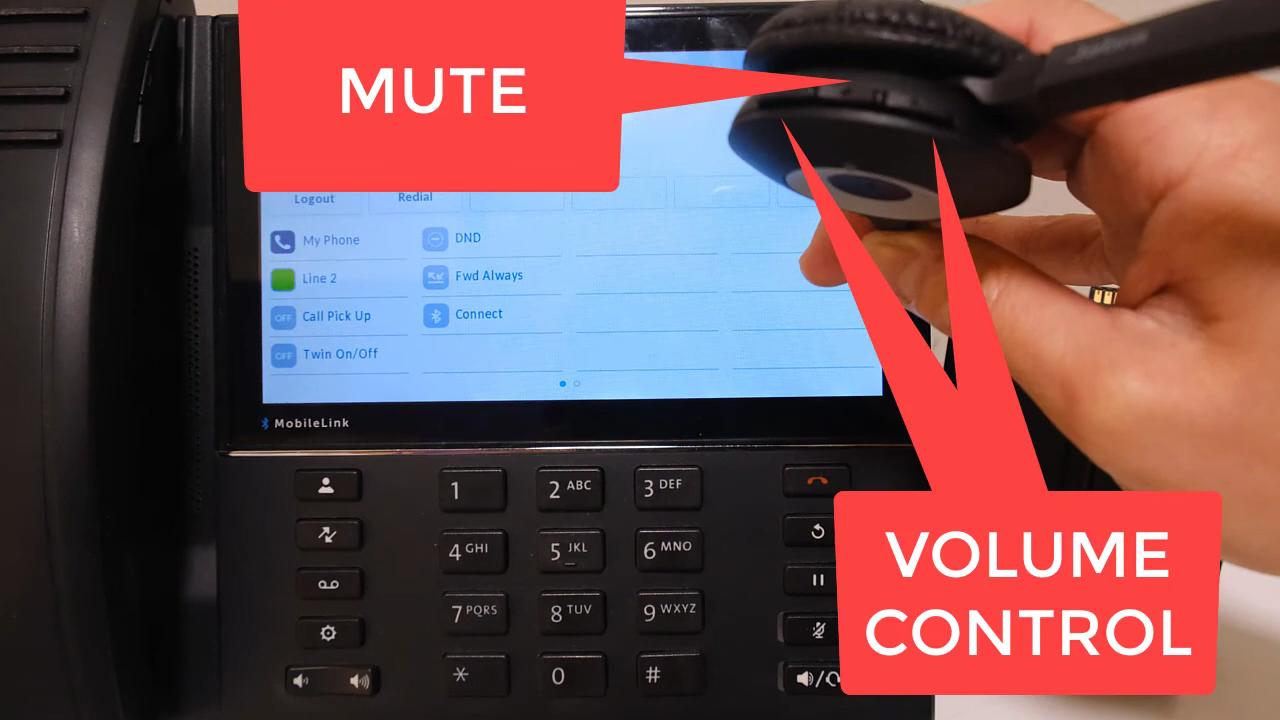 MUTE
Logout
Redial
My Phone
DND
Line 2
Fwd Always
OFF
Call Pick Up
Connect
OFF
Twin On/Off
MobileLink
1
2 ABC
3 DEF
4 GHI
5 JKL
6 MNO
7 PQRS
8 TUV
9 WXYZ
*
0
#
VOLUME
CONTROL